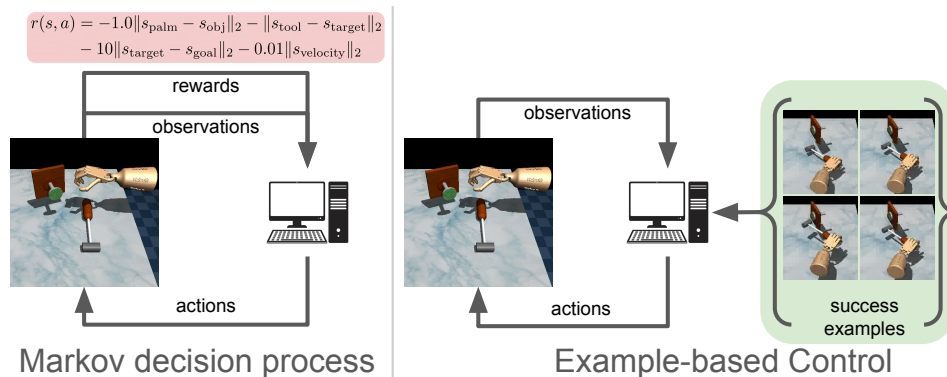 r(s, a) = −1.0‖s_palm − s_obj‖₂ − ‖s_tool − s_target‖₂
− 10‖s_target − s_goal‖₂ − 0.01‖s_velocity‖₂
rewards
observations
actions
Markov decision process
observations
actions
success
examples
Example-based Control